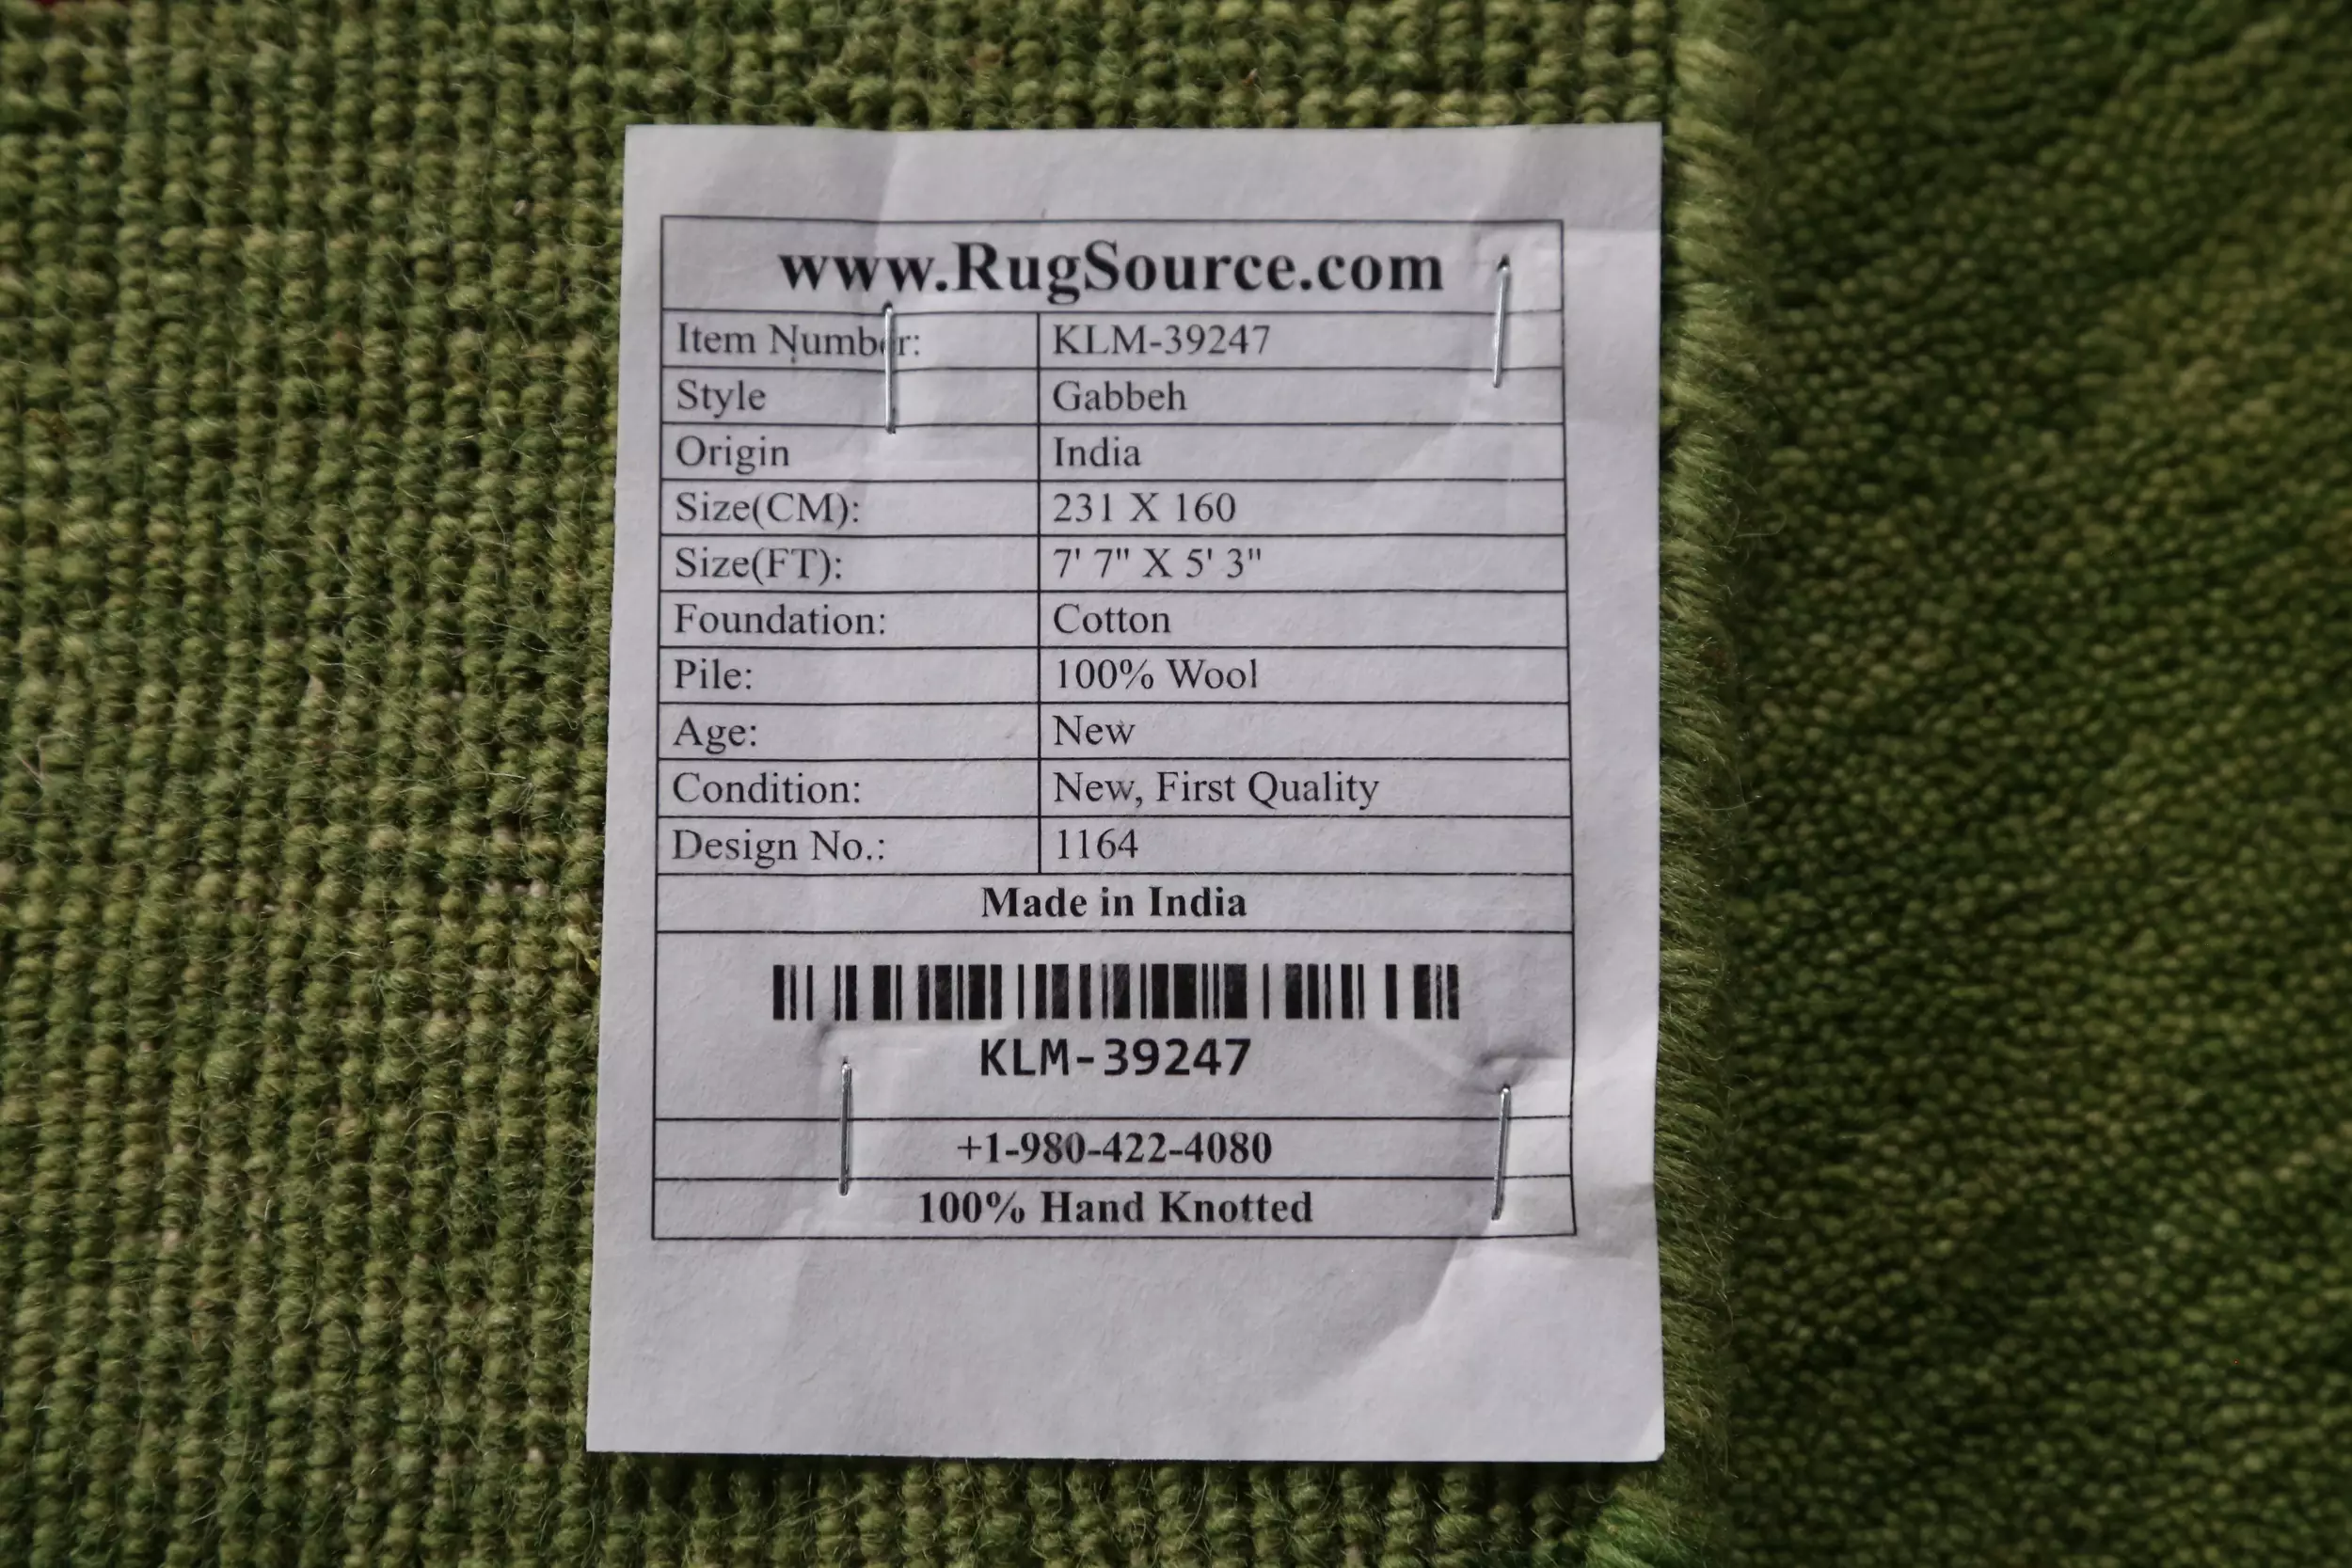 www.RugSource.com
Item Number: KLM-39247
Style Gabbeh
Origin India
Size(CM): 231 X 160
Size(FT): 7' 7" X 5' 3"
Foundation: Cotton
Pile: 100% Wool
Age: New
Condition: New, First Quality
Design No.: 1164
Made in India
KLM-39247
+1-980-422-4080
100% Hand Knotted